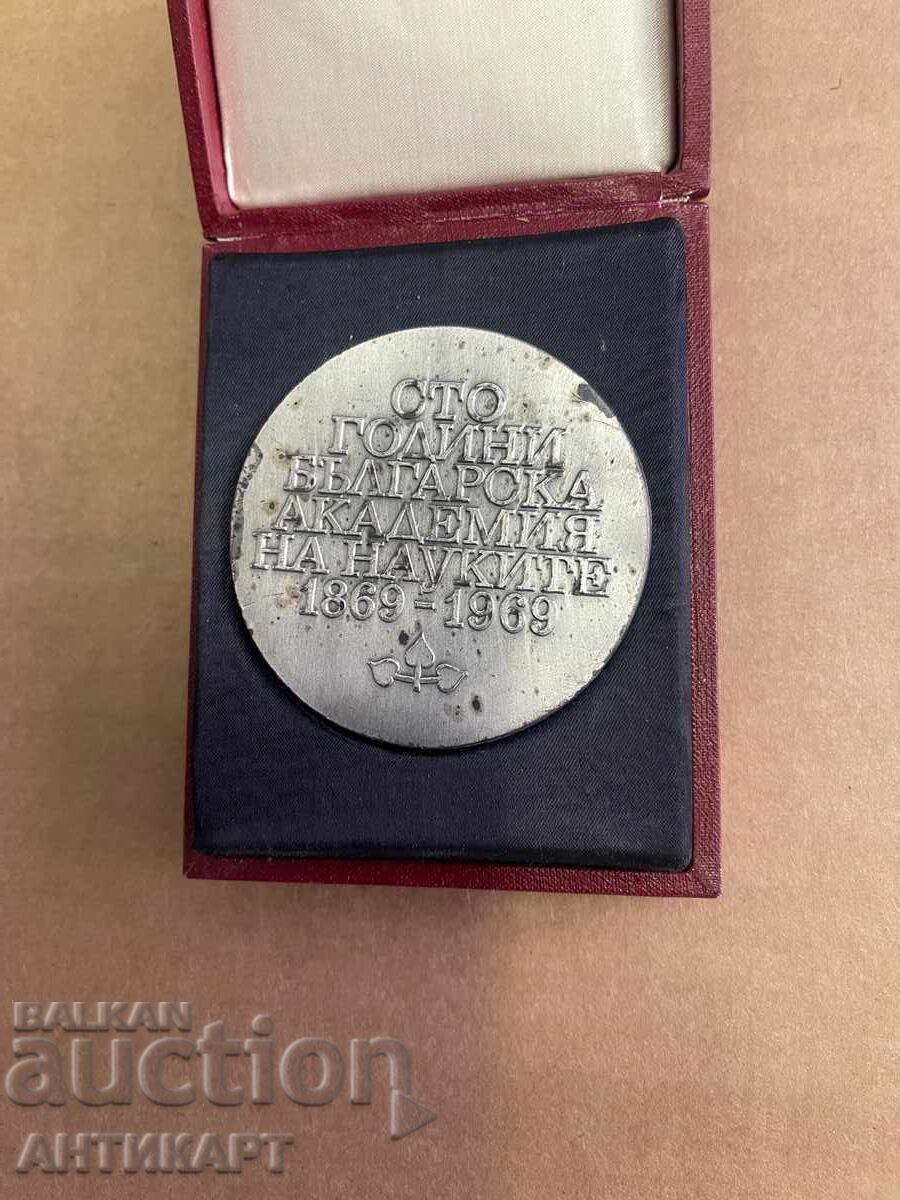 СТО
ГОДИНИ
БЪЛГАРСКА
АКАДЕМИЯ
НА НАУКИТЕ
1869-1969
BALKAN
auction
АНТИКАРТ